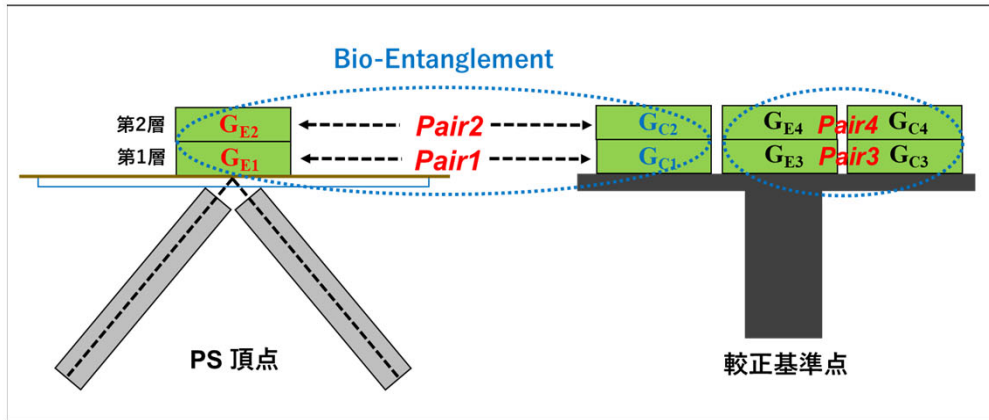 Bio-Entanglement
第2層 G_E2 Pair2 G_C2 G_E4 Pair4 G_C4
第1層 G_E1 Pair1 G_C1 G_E3 Pair3 G_C3
PS 頂点
較正基準点